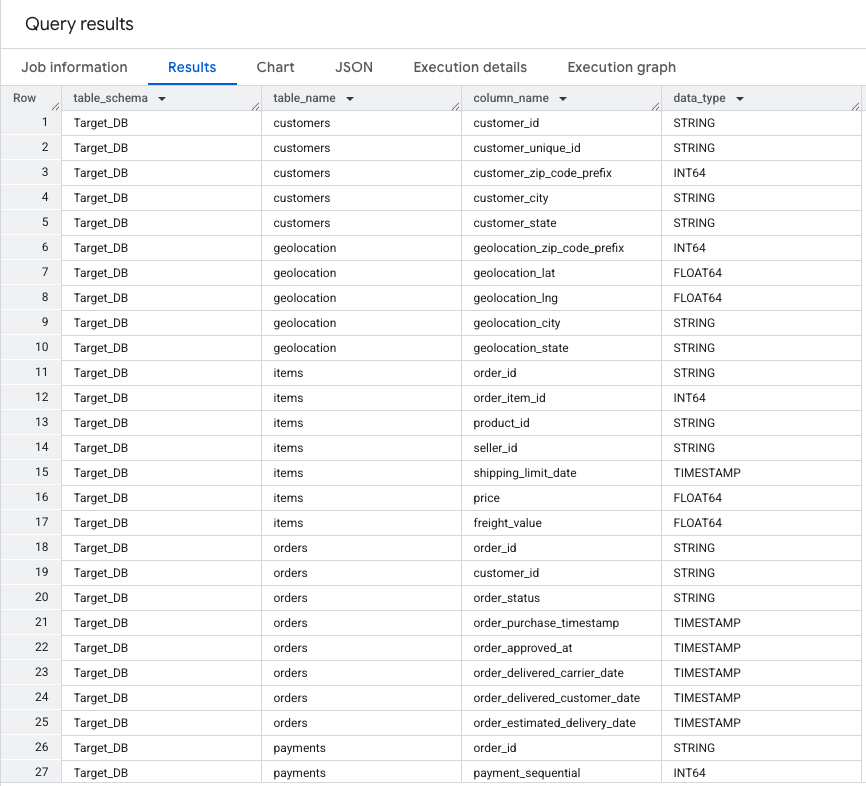 Query results
Job information Results Chart JSON Execution details Execution graph
Row table_schema table_name column_name data_type
1 Target_DB customers customer_id STRING
2 Target_DB customers customer_unique_id STRING
3 Target_DB customers customer_zip_code_prefix INT64
4 Target_DB customers customer_city STRING
5 Target_DB customers customer_state STRING
6 Target_DB geolocation geolocation_zip_code_prefix INT64
7 Target_DB geolocation geolocation_lat FLOAT64
8 Target_DB geolocation geolocation_lng FLOAT64
9 Target_DB geolocation geolocation_city STRING
10 Target_DB geolocation geolocation_state STRING
11 Target_DB items order_id STRING
12 Target_DB items order_item_id INT64
13 Target_DB items product_id STRING
14 Target_DB items seller_id STRING
15 Target_DB items shipping_limit_date TIMESTAMP
16 Target_DB items price FLOAT64
17 Target_DB items freight_value FLOAT64
18 Target_DB orders order_id STRING
19 Target_DB orders customer_id STRING
20 Target_DB orders order_status STRING
21 Target_DB orders order_purchase_timestamp TIMESTAMP
22 Target_DB orders order_approved_at TIMESTAMP
23 Target_DB orders order_delivered_carrier_date TIMESTAMP
24 Target_DB orders order_delivered_customer_date TIMESTAMP
25 Target_DB orders order_estimated_delivery_date TIMESTAMP
26 Target_DB payments order_id STRING
27 Target_DB payments payment_sequential INT64